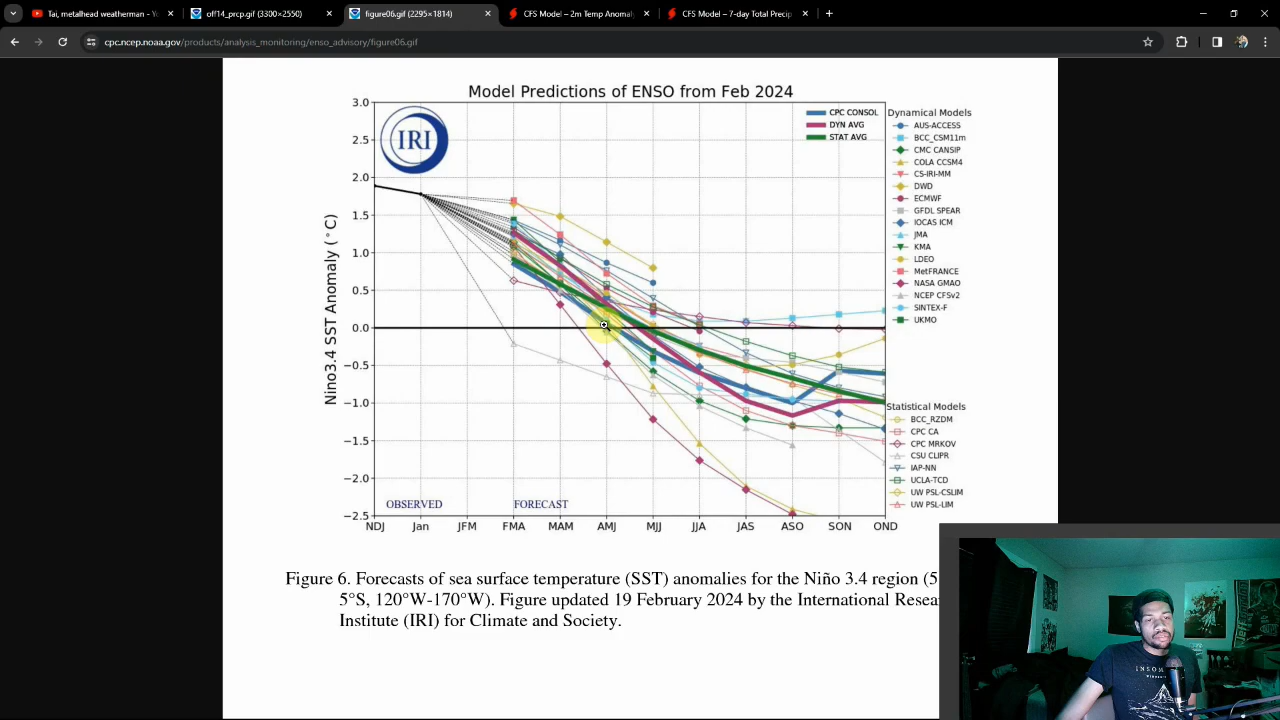 Tai, metalhead weatherman - Y
off14_prcp.gif (3300×2550)
figure06.gif (2295×1814)
CFS Model – 2m Temp Anomal
CFS Model – 7-day Total Precip
cpc.ncep.noaa.gov/products/analysis_monitoring/enso_advisory/figure06.gif
Model Predictions of ENSO from Feb 2024
IRI
CPC CONSOL
DYN AVG
STAT AVG
Nino3.4 SST Anomaly (°C)
3.0
2.5
2.0
1.5
1.0
0.5
0.0
−0.5
−1.0
−1.5
−2.0
−2.5
OBSERVED
FORECAST
NDJ Jan JFM FMA MAM AMJ MJJ JJA JAS ASO SON OND
Dynamical Models
AUS-ACCESS
BCC_CSM11m
CMC CANSIP
COLA CCSM4
CS-IRI-MM
DWD
ECMWF
GFDL SPEAR
IOCAS ICM
JMA
KMA
LDEO
MetFRANCE
NASA GMAO
NCEP CFSv2
SINTEX-F
UKMO
Statistical Models
BCC_RZDM
CPC CA
CPC MRKOV
CSU CLIPR
IAP-NN
UCLA-TCD
UW PSL-CSLIM
UW PSL-LIM
Figure 6. Forecasts of sea surface temperature (SST) anomalies for the Niño 3.4 region (5
5°S, 120°W-170°W). Figure updated 19 February 2024 by the International Resear
Institute (IRI) for Climate and Society.